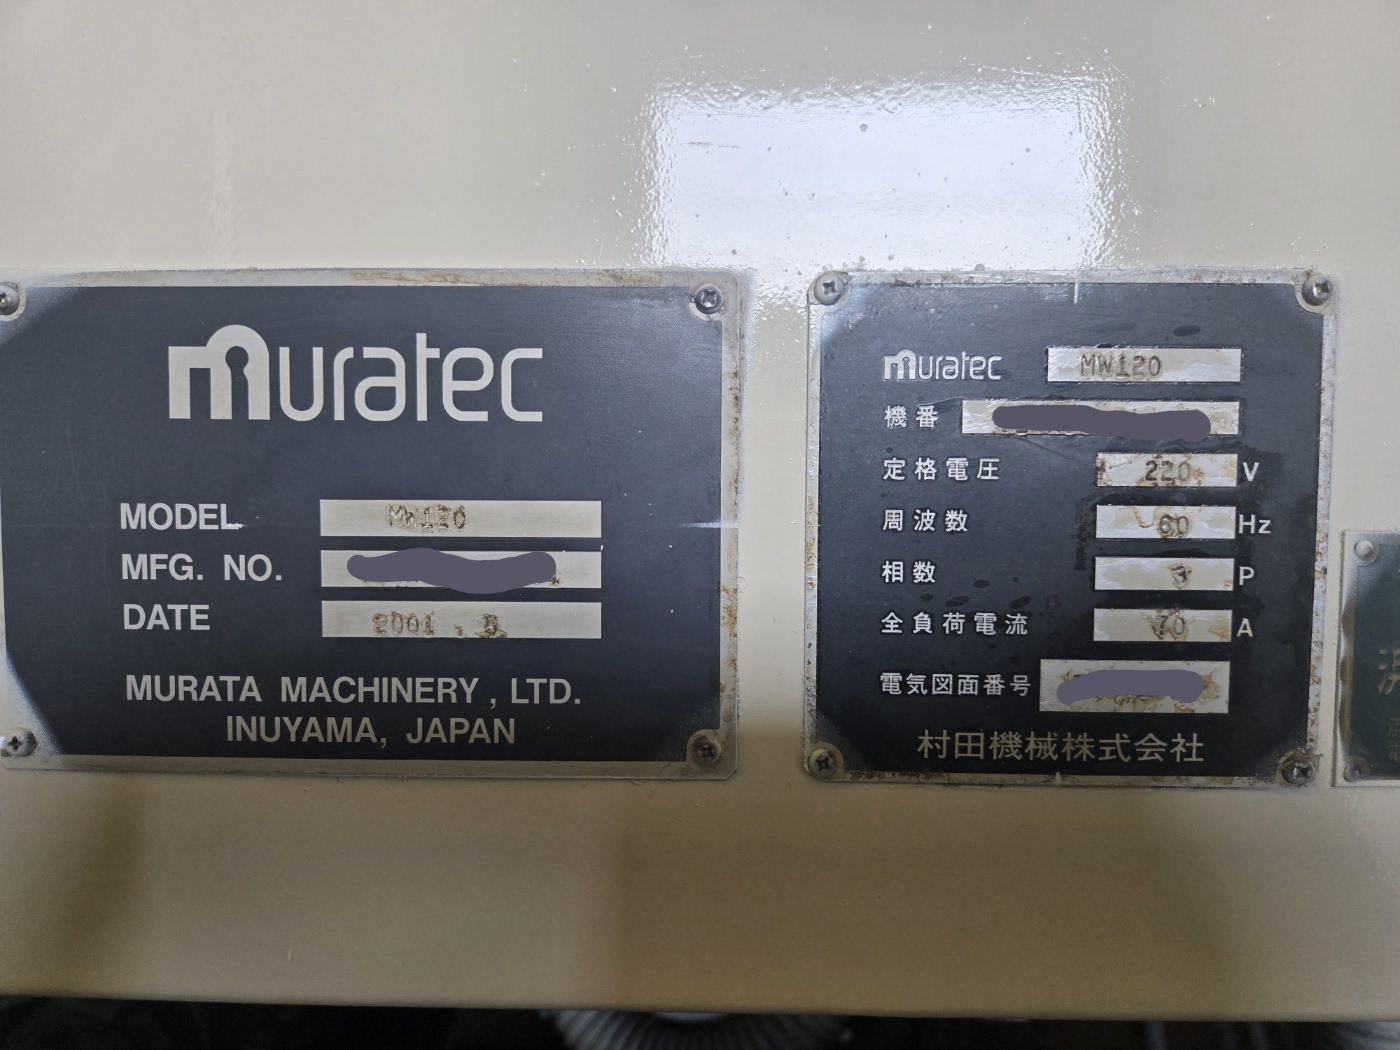 muratec
MODEL MW120
MFG. NO.
DATE 2001 .
MURATA MACHINERY, LTD.
INUYAMA, JAPAN
muratec MW120
機番
定格電圧 220 V
周波数 60 Hz
相数 3 P
全負荷電流 70 A
電気図面番号
村田機械株式会社